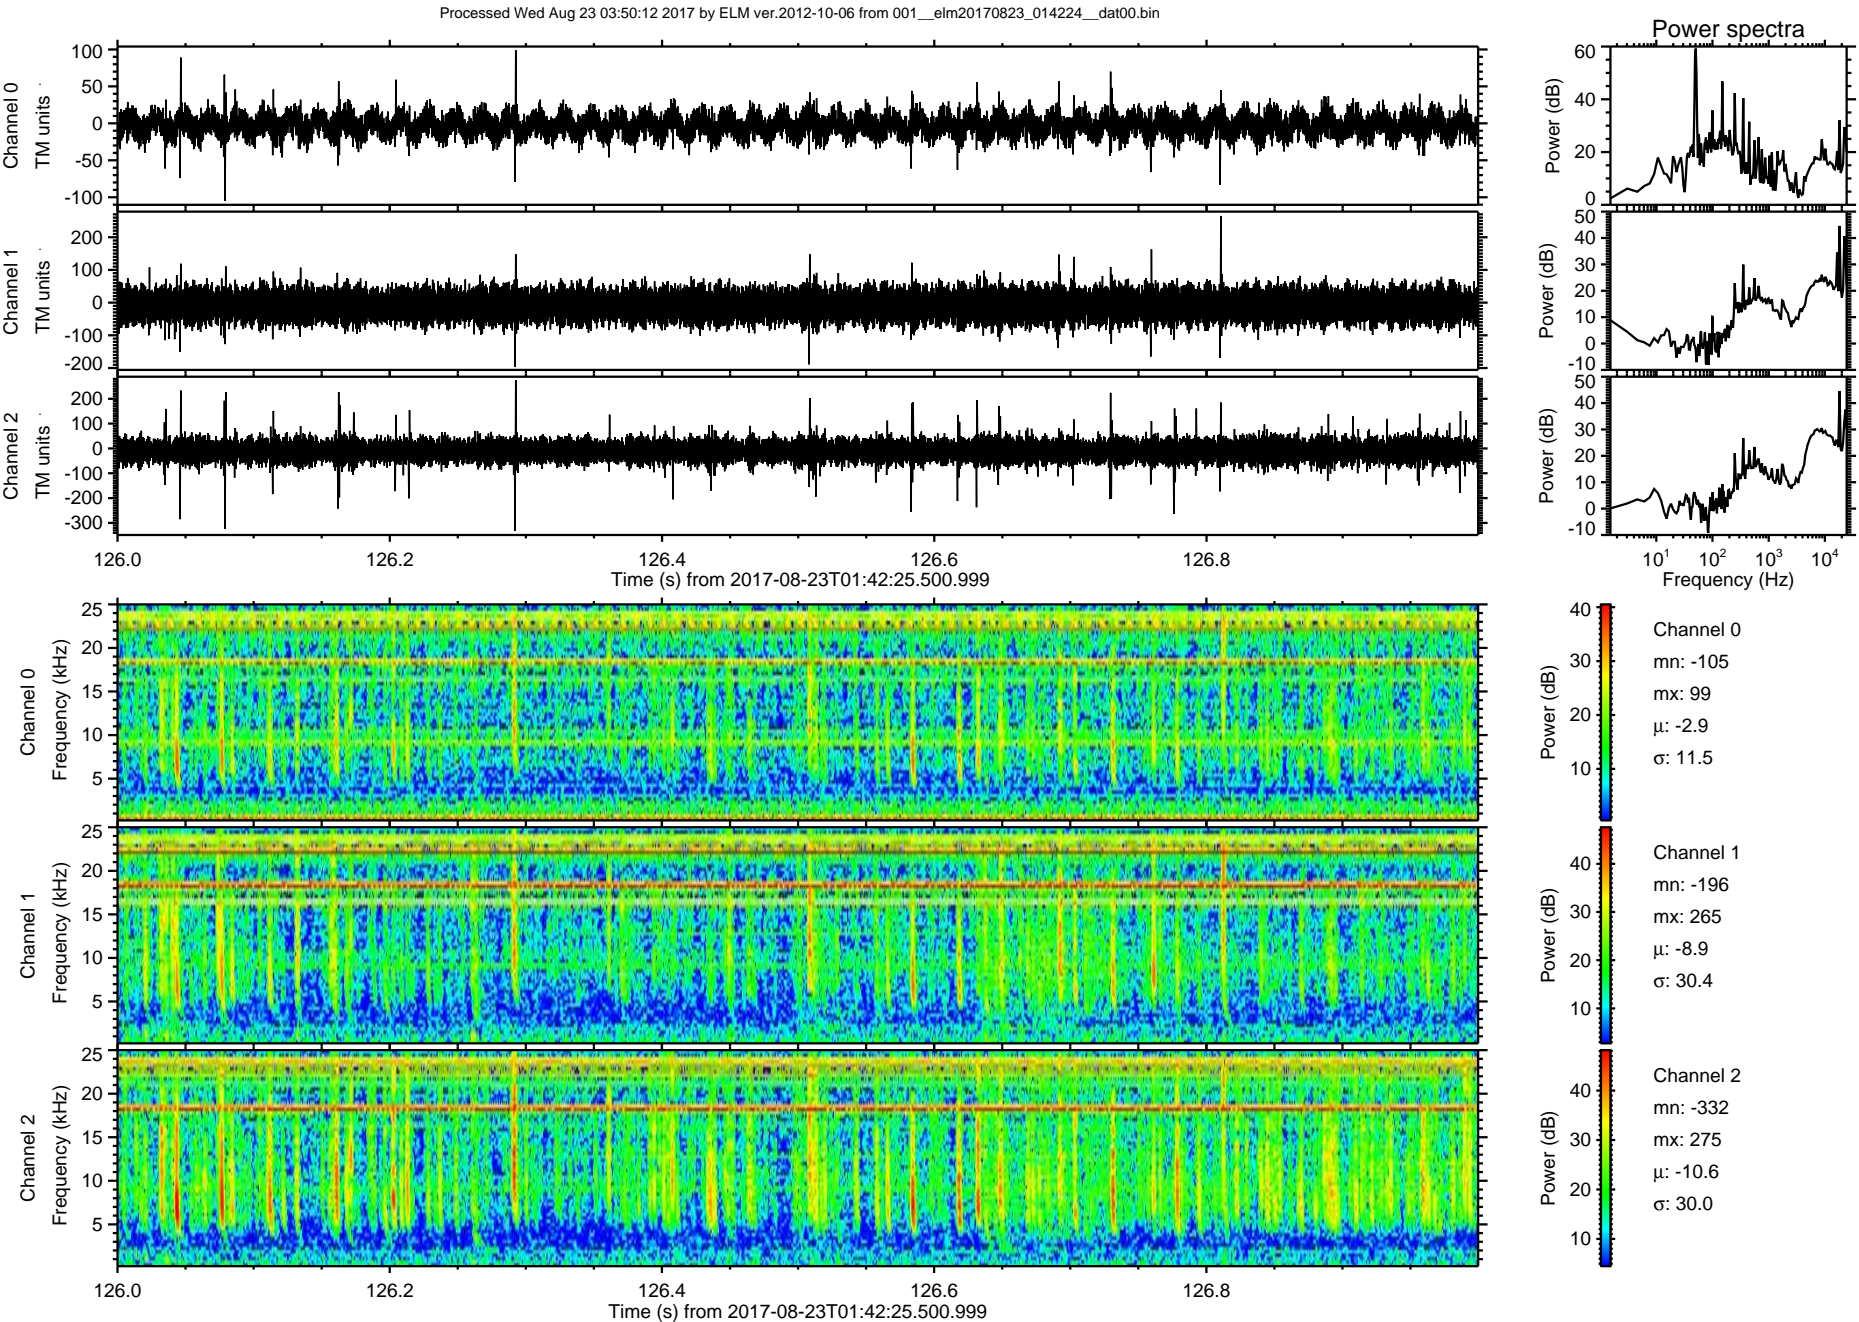 Processed Wed Aug 23 03:50:12 2017 by ELM ver.2012-10-06 from 001__elm20170823_014224__dat00.bin
Power spectra
Channel 0
TM units
100
50
0
-50
-100
Power (dB)
60
40
20
0
Channel 1
TM units
200
100
0
-100
-200
Power (dB)
50
40
30
20
10
0
-10
Channel 2
TM units
200
100
0
-100
-200
-300
Power (dB)
50
40
30
20
10
0
-10
126.0 126.2 126.4 126.6 126.8
Time (s) from 2017-08-23T01:42:25.500.999
10^1 10^2 10^3 10^4
Frequency (Hz)
Channel 0
Frequency (kHz)
25
20
15
10
5
Power (dB)
40
30
20
10
Channel 0
mn: -105
mx: 99
µ: -2.9
σ: 11.5
Channel 1
Frequency (kHz)
25
20
15
10
5
Power (dB)
40
30
20
10
Channel 1
mn: -196
mx: 265
µ: -8.9
σ: 30.4
Channel 2
Frequency (kHz)
25
20
15
10
5
Power (dB)
40
30
20
10
Channel 2
mn: -332
mx: 275
µ: -10.6
σ: 30.0
126.0 126.2 126.4 126.6 126.8
Time (s) from 2017-08-23T01:42:25.500.999